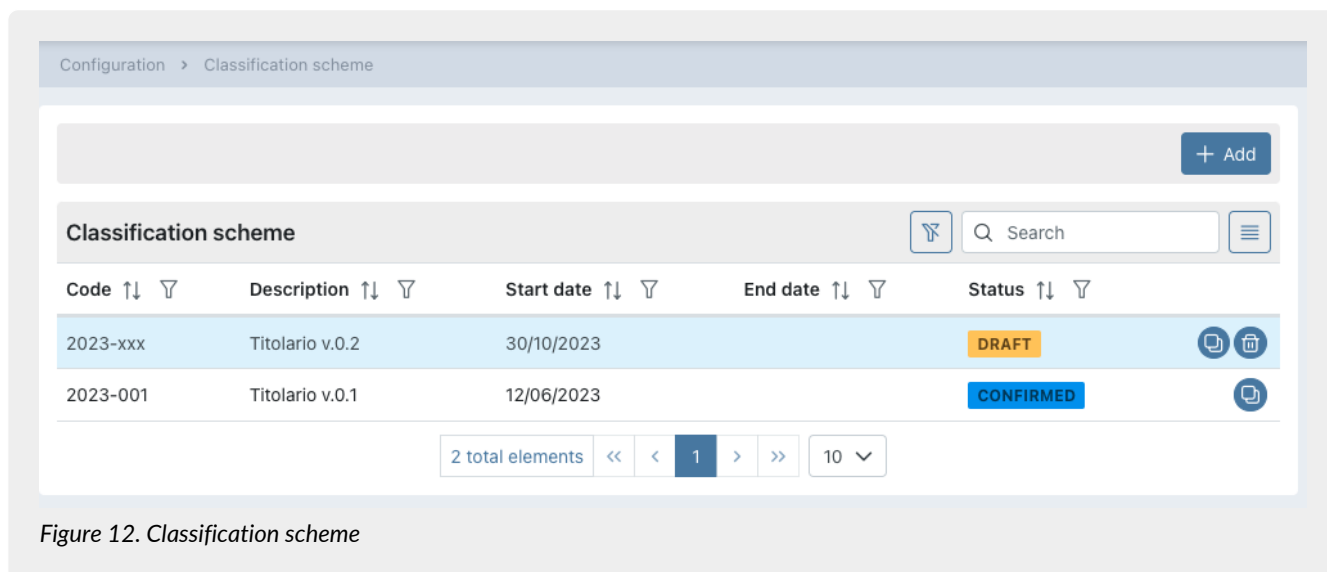 Configuration > Classification scheme
+ Add
Classification scheme Search
Code Description Start date End date Status
2023-xxx Titolario v.0.2 30/10/2023 DRAFT
2023-001 Titolario v.0.1 12/06/2023 CONFIRMED
2 total elements << < 1 > >> 10
Figure 12. Classification scheme